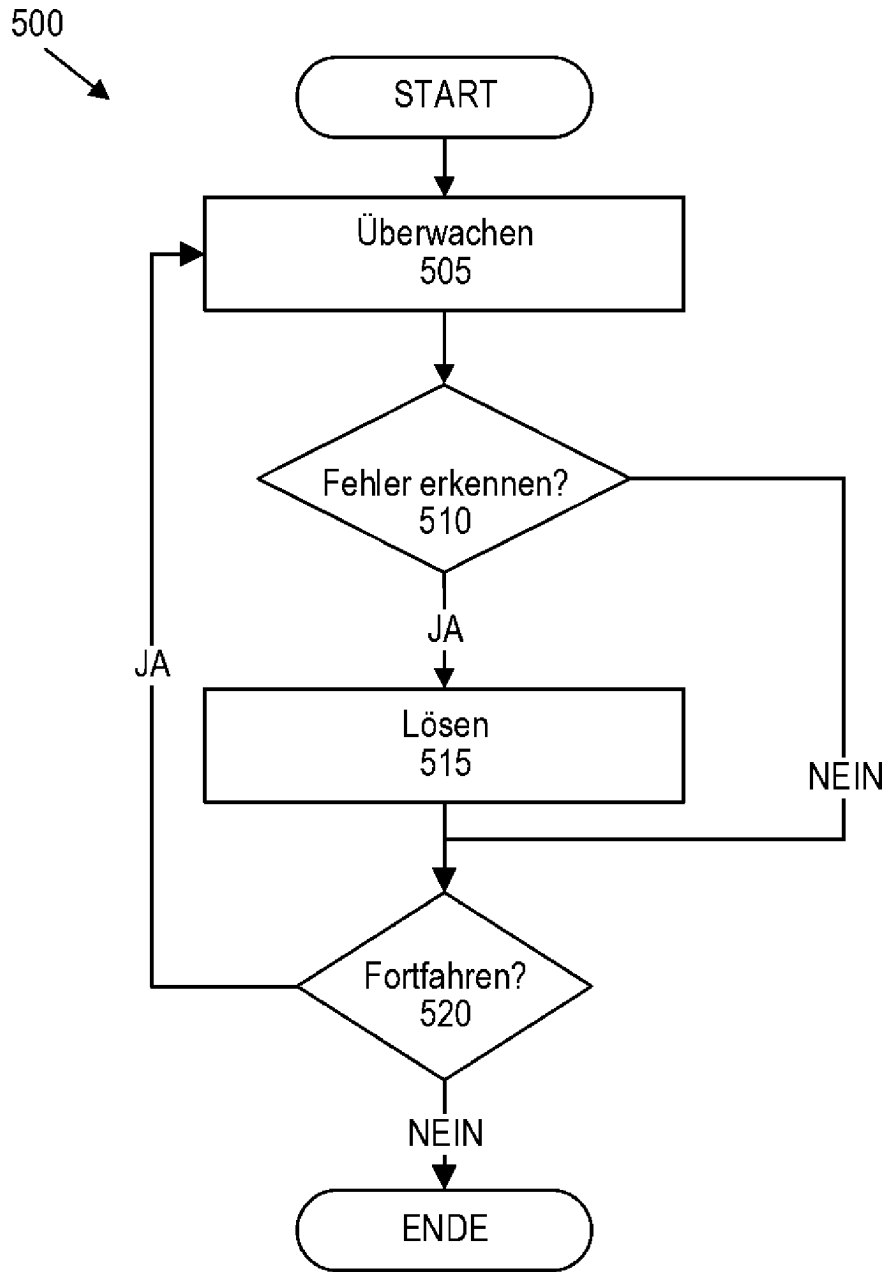 500
START
Überwachen
505
Fehler erkennen?
510
JA
JA
Lösen
515
NEIN
Fortfahren?
520
NEIN
ENDE